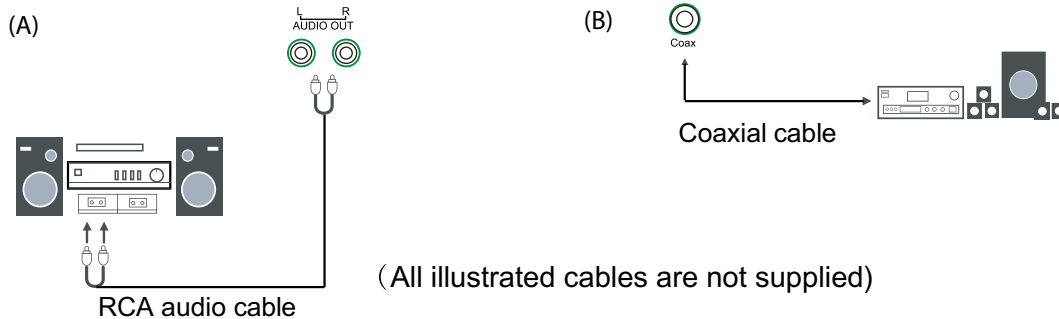 (A)
L R
AUDIO OUT
RCA audio cable
(B)
Coax
Coaxial cable
（All illustrated cables are not supplied)